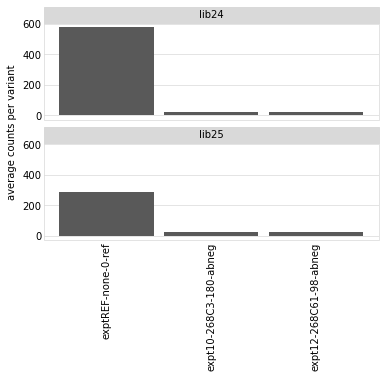 lib24
600
400
200
0
lib25
600
400
200
0
average counts per variant
exptREF-none-0-ref
expt10-268C3-180-abneg
expt12-268C61-98-abneg